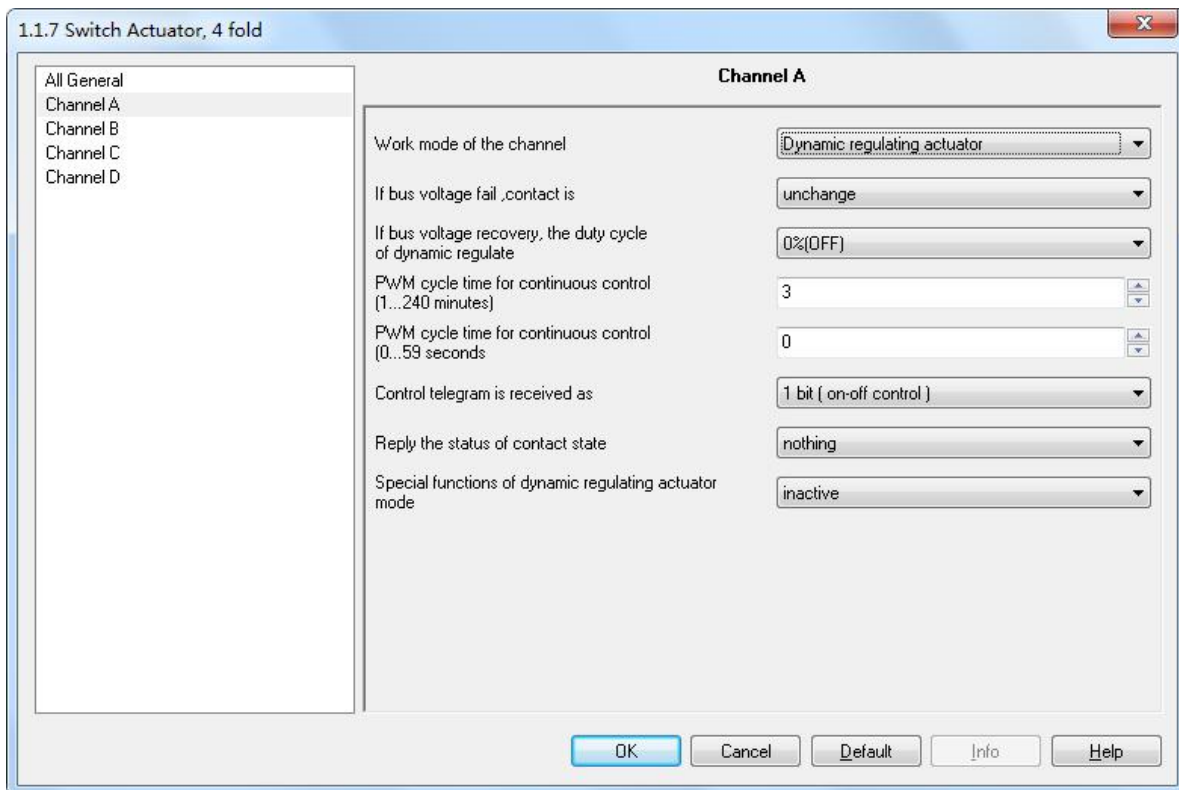 1.1.7 Switch Actuator, 4 fold
x
All General
Channel A
Channel B
Channel C
Channel D
Channel A
Work mode of the channel
Dynamic regulating actuator
If bus voltage fail ,contact is
unchange
If bus voltage recovery, the duty cycle
of dynamic regulate
0%(OFF)
PWM cycle time for continuous control
(1...240 minutes)
3
PWM cycle time for continuous control
(0...59 seconds
0
Control telegram is received as
1 bit ( on-off control )
Reply the status of contact state
nothing
Special functions of dynamic regulating actuator
mode
inactive
OK Cancel Default Info Help